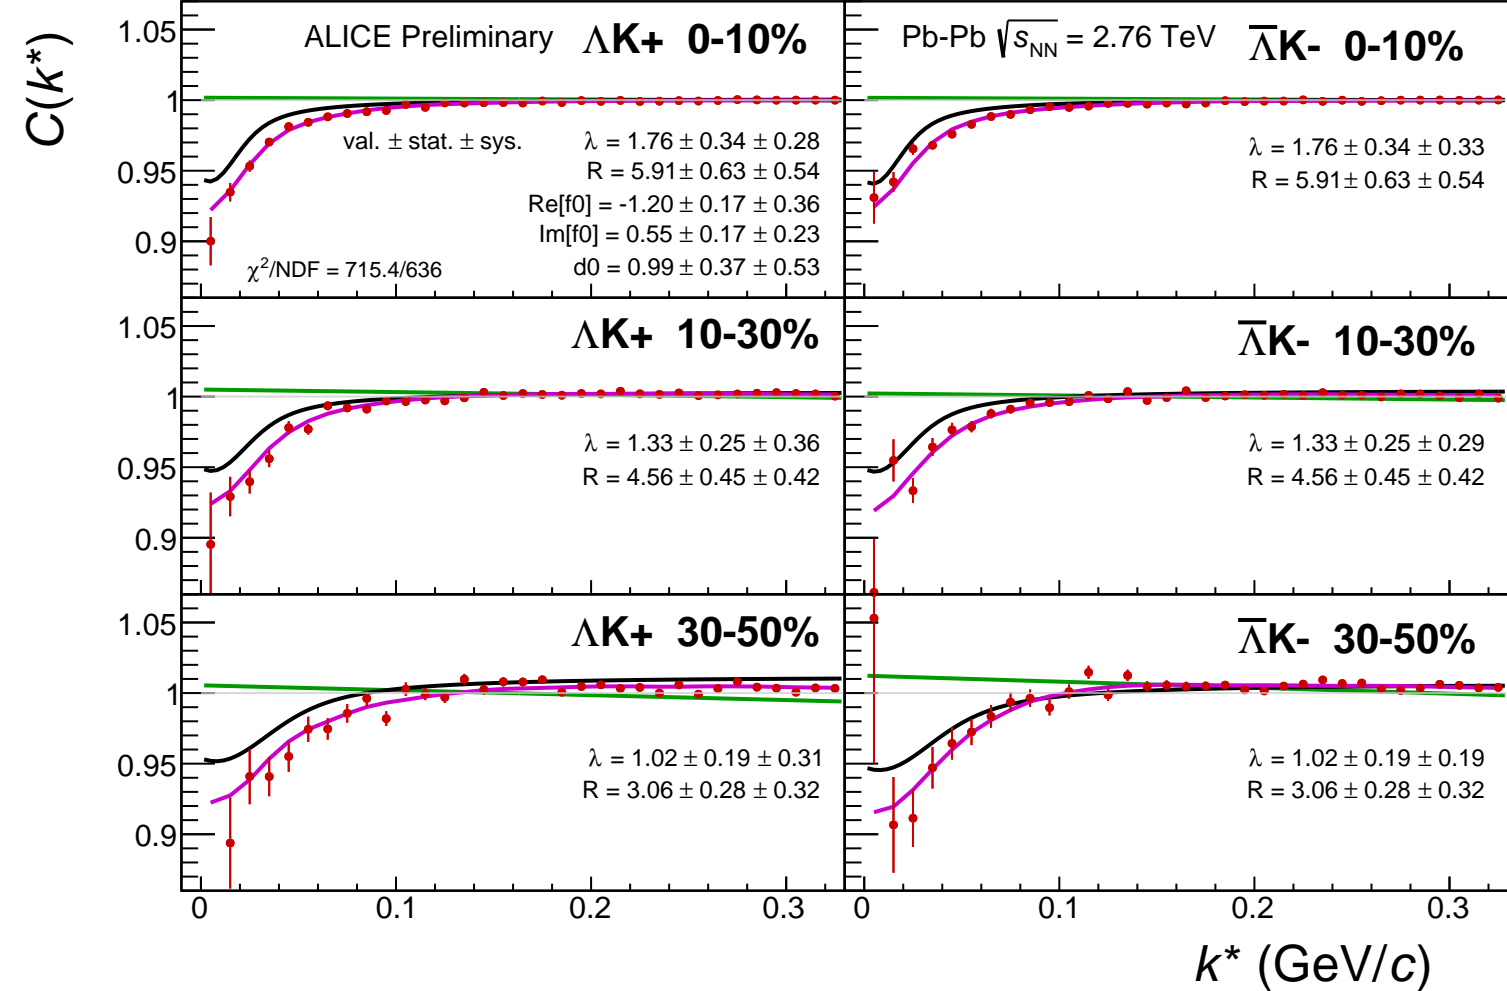 C(k*)
ALICE Preliminary ΛK+ 0-10%
val. ± stat. ± sys.
λ = 1.76 ± 0.34 ± 0.28
R = 5.91± 0.63 ± 0.54
Re[f0] = -1.20 ± 0.17 ± 0.36
Im[f0] = 0.55 ± 0.17 ± 0.23
d0 = 0.99 ± 0.37 ± 0.53
χ²/NDF = 715.4/636
1.05
1
0.95
0.9
Pb-Pb √sNN = 2.76 TeV Λ̅K- 0-10%
λ = 1.76 ± 0.34 ± 0.33
R = 5.91± 0.63 ± 0.54
ΛK+ 10-30%
λ = 1.33 ± 0.25 ± 0.36
R = 4.56 ± 0.45 ± 0.42
1.05
1
0.95
0.9
Λ̅K- 10-30%
λ = 1.33 ± 0.25 ± 0.29
R = 4.56 ± 0.45 ± 0.42
ΛK+ 30-50%
λ = 1.02 ± 0.19 ± 0.31
R = 3.06 ± 0.28 ± 0.32
1.05
1
0.95
0.9
Λ̅K- 30-50%
λ = 1.02 ± 0.19 ± 0.19
R = 3.06 ± 0.28 ± 0.32
0 0.1 0.2 0.3
0 0.1 0.2 0.3
k* (GeV/c)